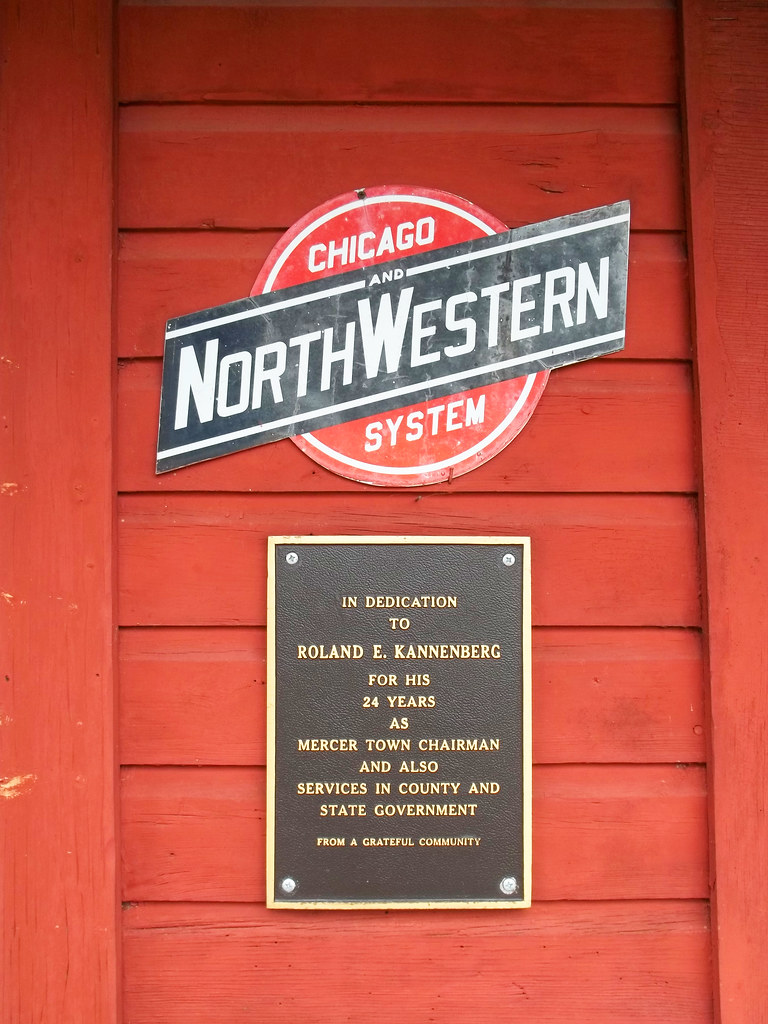 CHICAGO
AND
NORTHWESTERN
SYSTEM
IN DEDICATION
TO
ROLAND E. KANNENBERG
FOR HIS
24 YEARS
AS
MERCER TOWN CHAIRMAN
AND ALSO
SERVICES IN COUNTY AND
STATE GOVERNMENT
FROM A GRATEFUL COMMUNITY